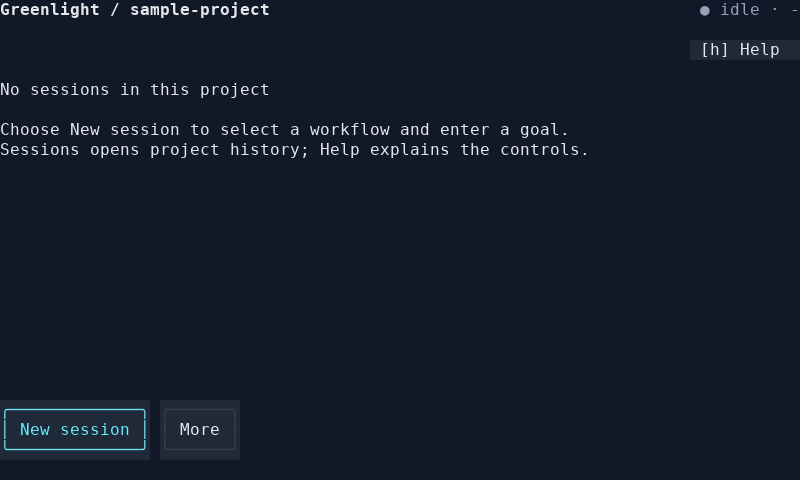 Greenlight / sample-project ● idle · -
[h] Help
No sessions in this project
Choose New session to select a workflow and enter a goal.
Sessions opens project history; Help explains the controls.
New session More